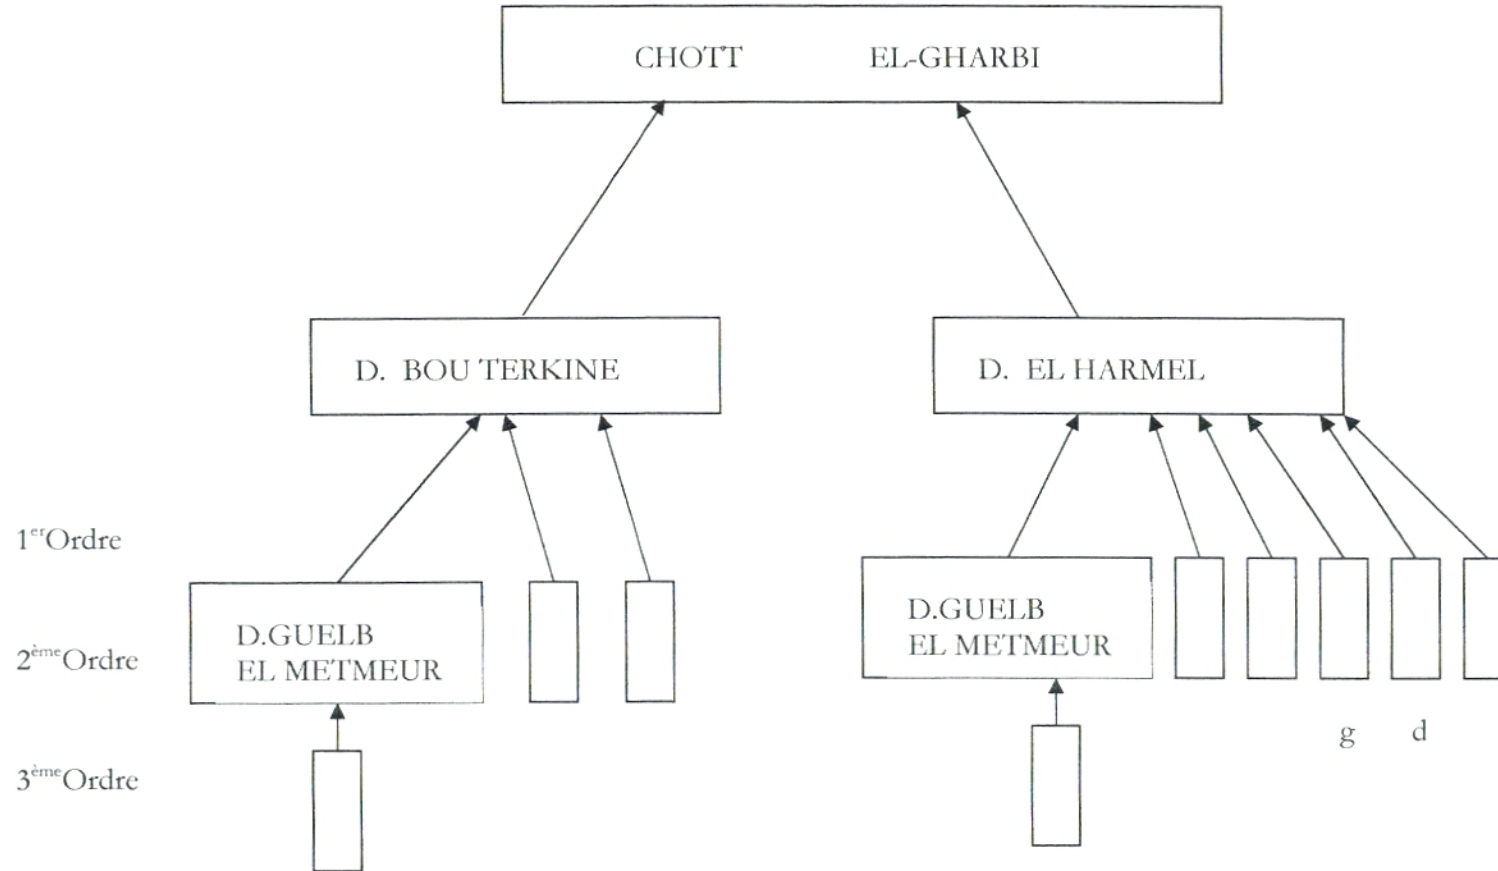 CHOTT EL-GHARBI
D. BOU TERKINE
D. EL HARMEL
1erOrdre
D.GUELB
EL METMEUR
D.GUELB
EL METMEUR
2èmeOrdre
g d
3èmeOrdre